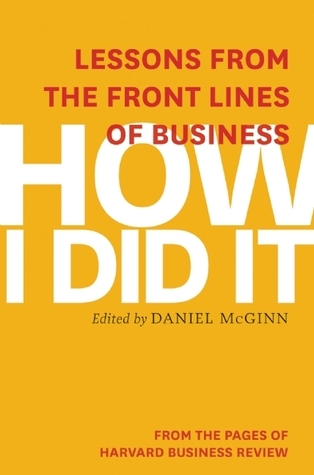 LESSONS FROM
THE FRONT LINES
OF BUSINESS
HOW
I DID IT
Edited by DANIEL McGINN
FROM THE PAGES OF
HARVARD BUSINESS REVIEW